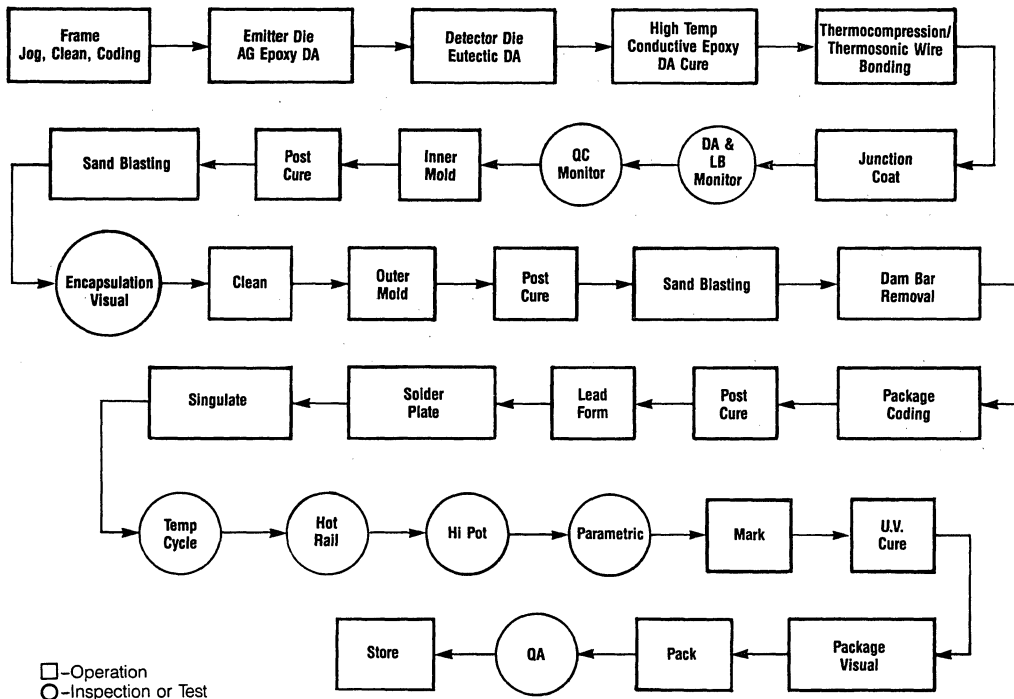 Frame
Jog, Clean, Coding
Emitter Die
AG Epoxy DA
Detector Die
Eutectic DA
High Temp
Conductive Epoxy
DA Cure
Thermocompression/
Thermosonic Wire
Bonding
Junction
Coat
DA &
LB
Monitor
QC
Monitor
Inner
Mold
Post
Cure
Sand Blasting
Encapsulation
Visual
Clean
Outer
Mold
Post
Cure
Sand Blasting
Dam Bar
Removal
Package
Coding
Post
Cure
Lead
Form
Solder
Plate
Singulate
Temp
Cycle
Hot
Rail
Hi Pot
Parametric
Mark
U.V.
Cure
Package
Visual
Pack
QA
Store
-Operation
-Inspection or Test